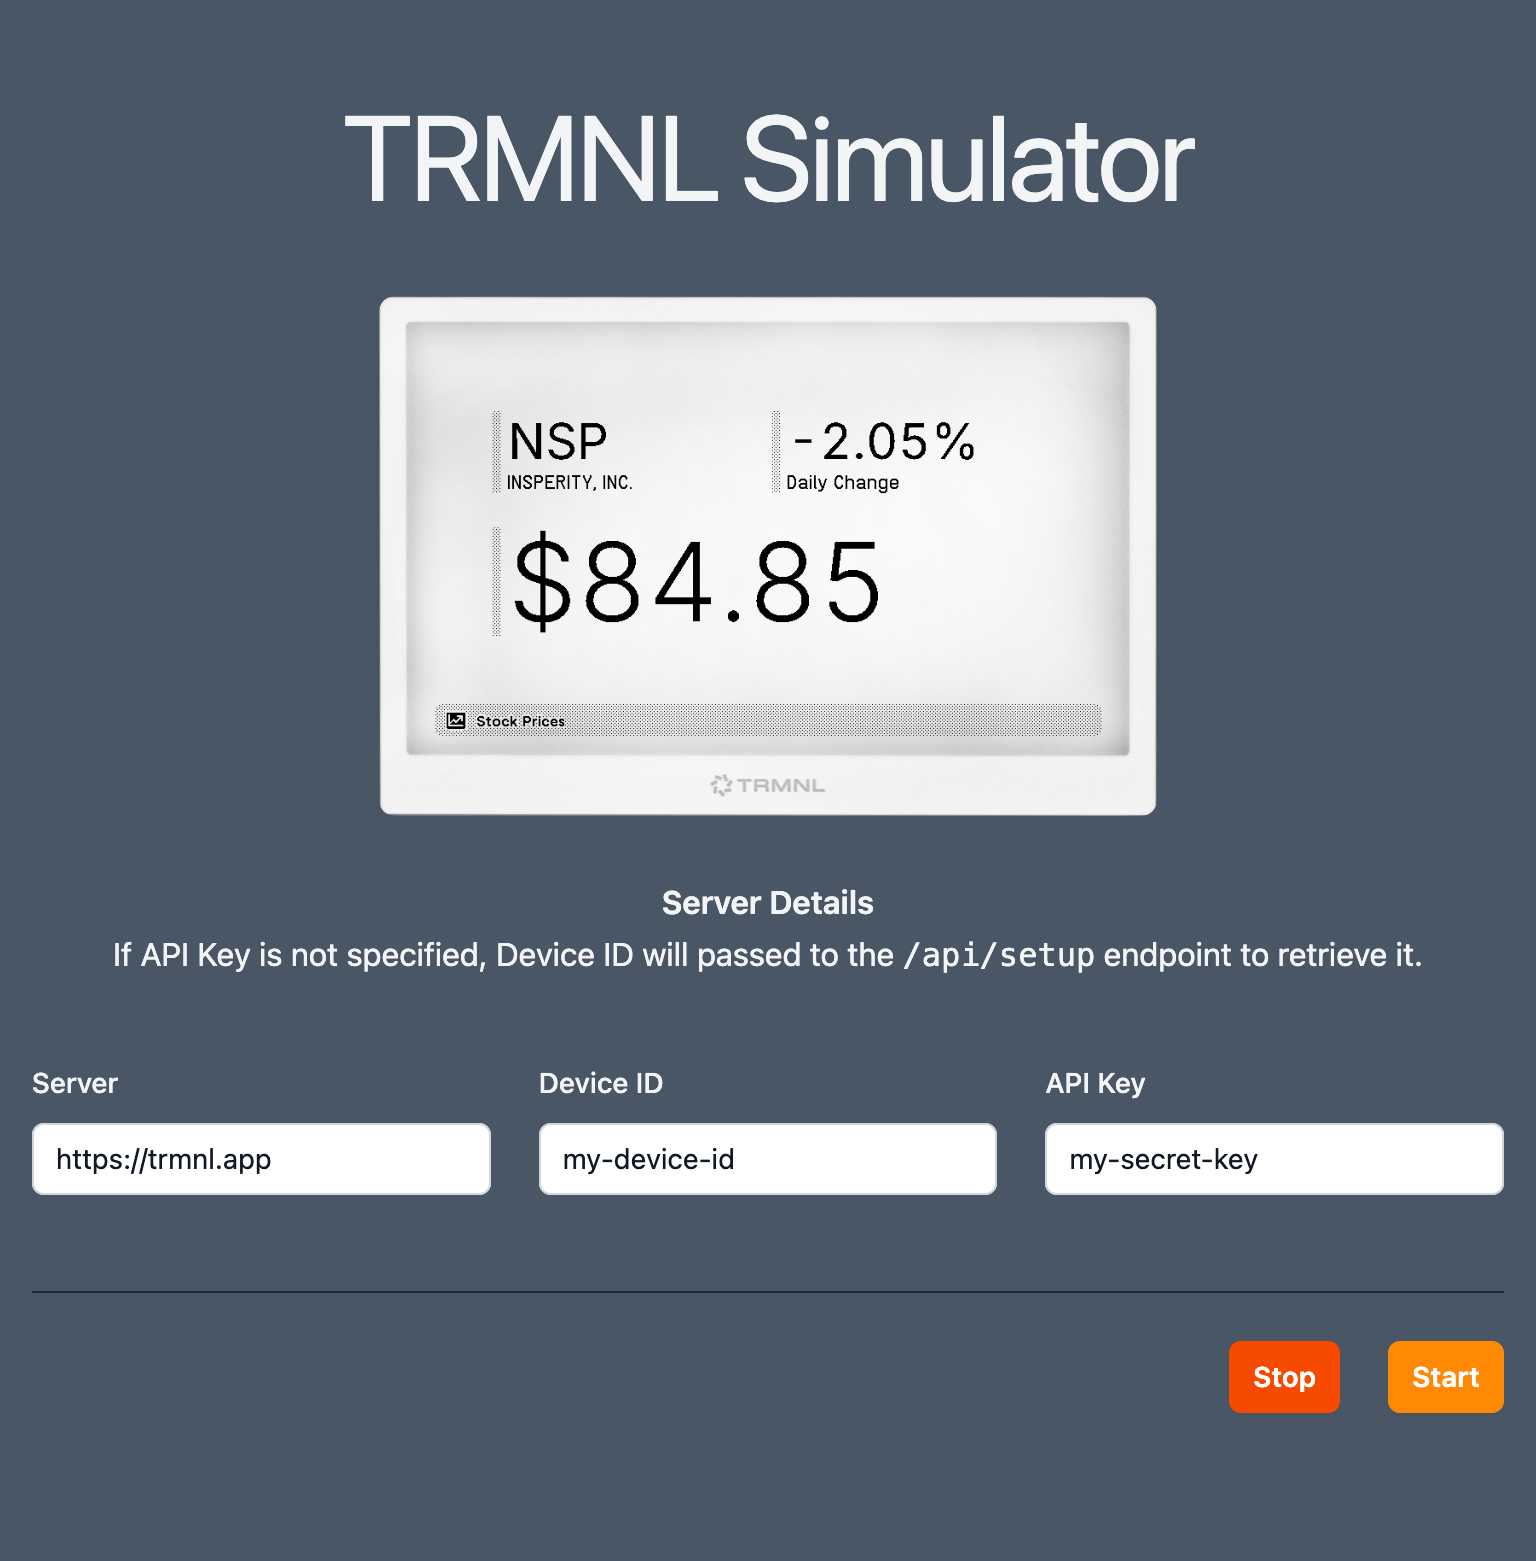 TRMNL Simulator
NSP
INSPERITY, INC.
-2.05%
Daily Change
$84.85
Stock Prices
TRMNL
Server Details
If API Key is not specified, Device ID will passed to the /api/setup endpoint to retrieve it.
Server
https://trmnl.app
Device ID
my-device-id
API Key
my-secret-key
Stop
Start